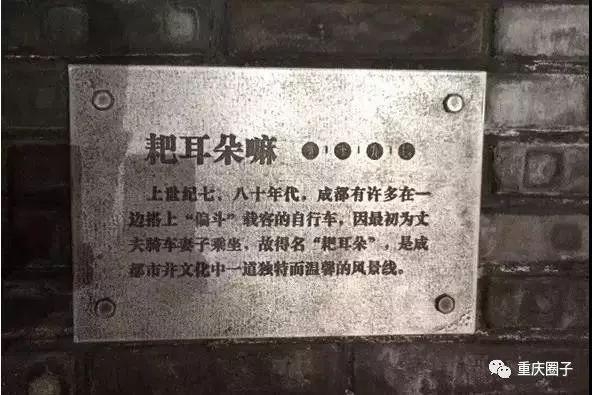 耙耳朵嘛
上世纪七、八十年代，成都有许多在一
边搭上“偏斗”载客的自行车，因最初为丈
夫骑车妻子乘坐，故得名“耙耳朵”，是成
都市井文化中一道独特而温馨的风景线。
重庆圈子